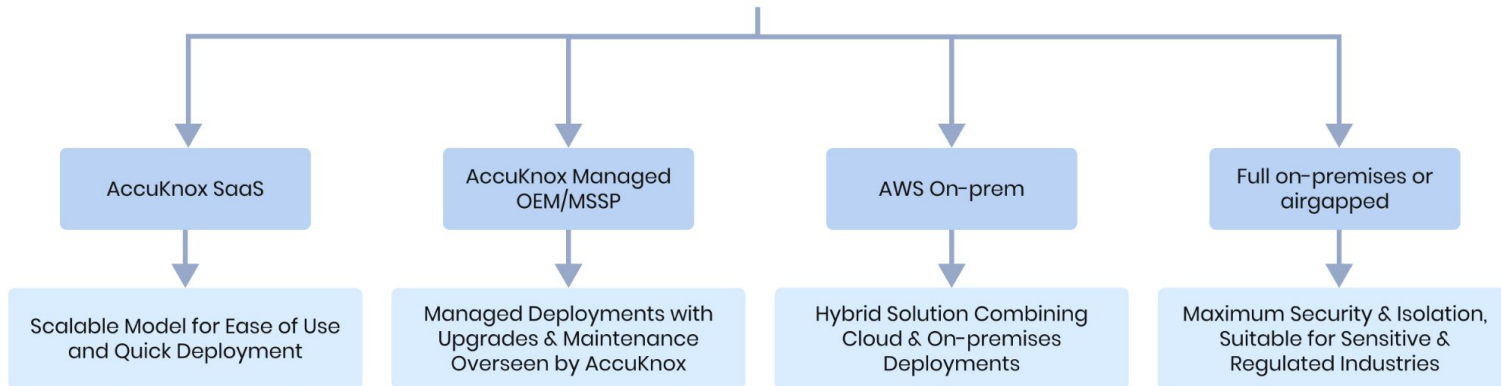 AccuKnox SaaS
AccuKnox Managed
OEM/MSSP
AWS On-prem
Full on-premises or
airgapped
Scalable Model for Ease of Use
and Quick Deployment
Managed Deployments with
Upgrades & Maintenance
Overseen by AccuKnox
Hybrid Solution Combining
Cloud & On-premises
Deployments
Maximum Security & Isolation,
Suitable for Sensitive &
Regulated Industries